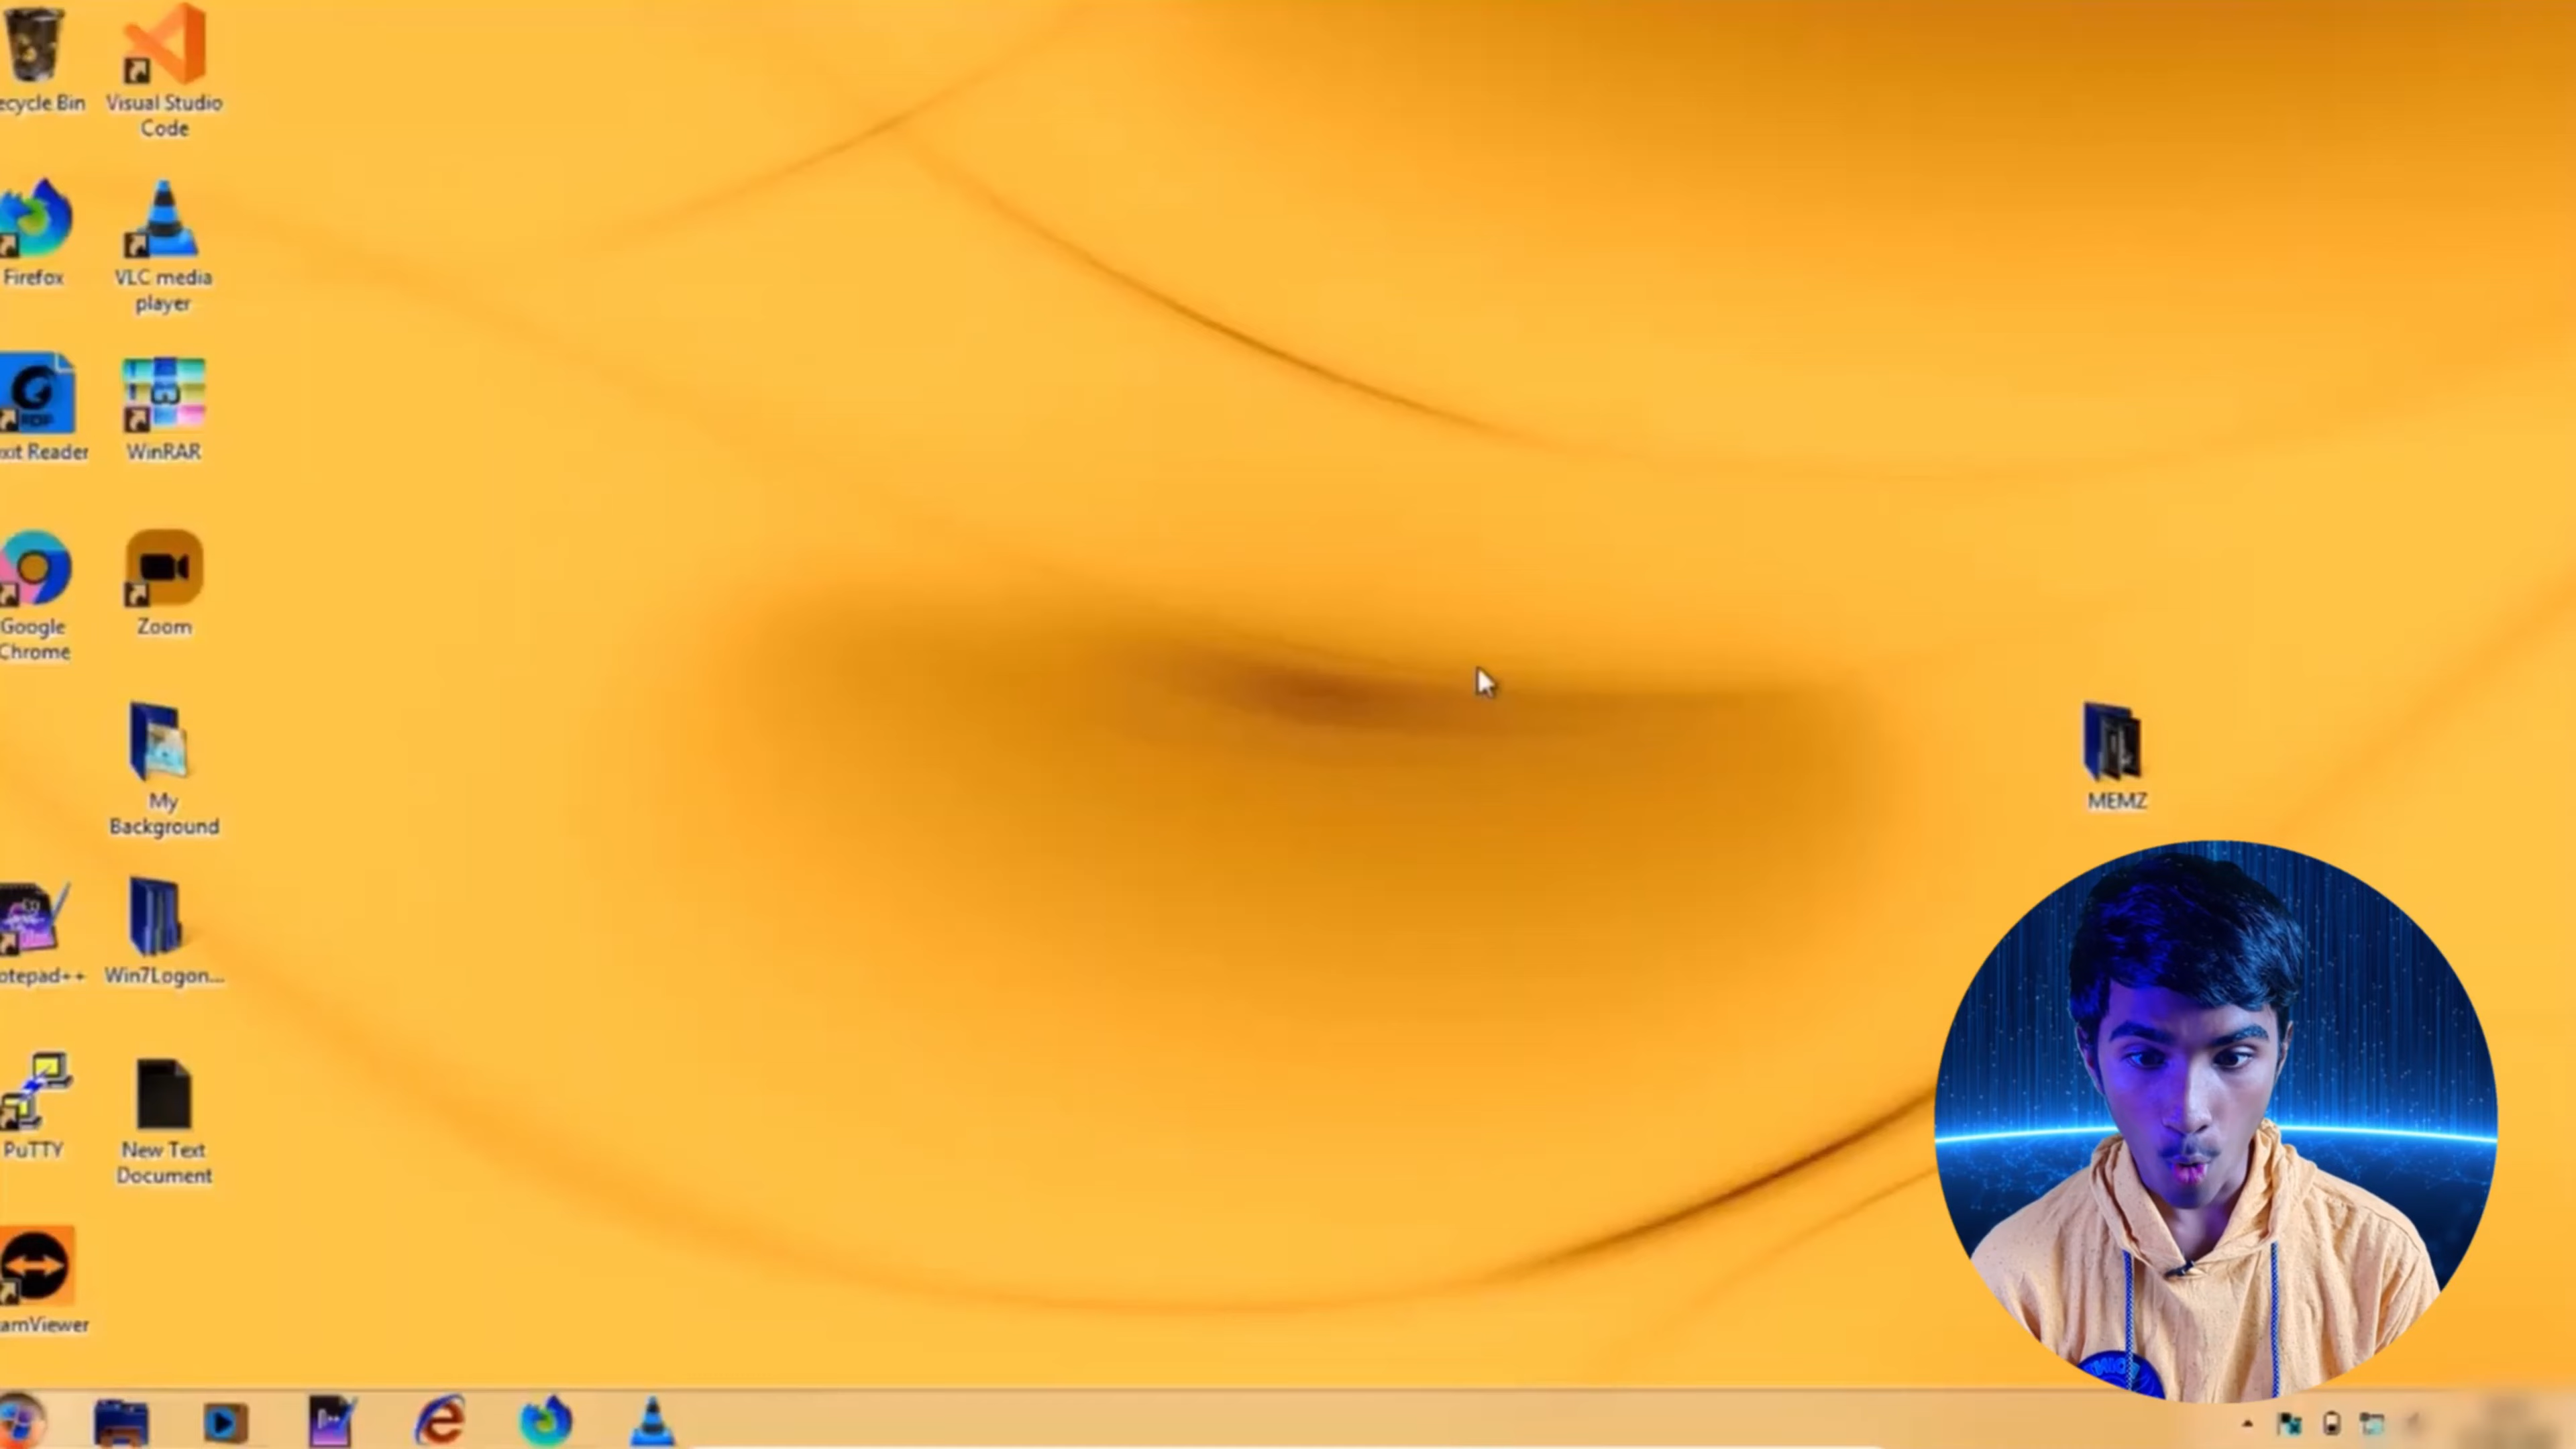 ecycle Bin
Visual Studio
Code
Firefox
VLC media
player
xit Reader
WinRAR
Google
Chrome
Zoom
My
Background
MEMZ
otepad++
Win7Logon...
PuTTY
New Text
Document
amViewer